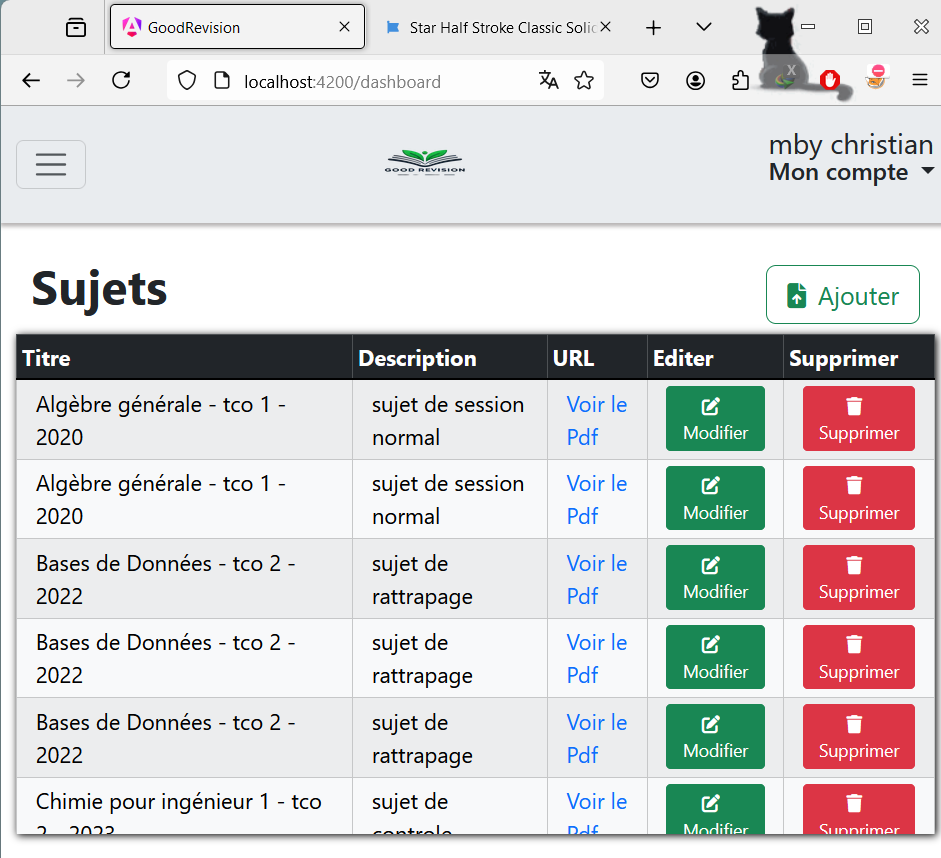 GoodRevision
Star Half Stroke Classic Solic
localhost:4200/dashboard
X
GOOD REVISION
mby christian
Mon compte
Sujets
Ajouter
Titre Description URL Editer Supprimer
Algèbre générale - tco 1 - sujet de session Voir le
2020 normal Pdf Modifier Supprimer
Algèbre générale - tco 1 - sujet de session Voir le
2020 normal Pdf Modifier Supprimer
Bases de Données - tco 2 - sujet de Voir le
2022 rattrapage Pdf Modifier Supprimer
Bases de Données - tco 2 - sujet de Voir le
2022 rattrapage Pdf Modifier Supprimer
Bases de Données - tco 2 - sujet de Voir le
2022 rattrapage Pdf Modifier Supprimer
Chimie pour ingénieur 1 - tco sujet de Voir le
2 - 2023 controle Pdf Modifier Supprimer